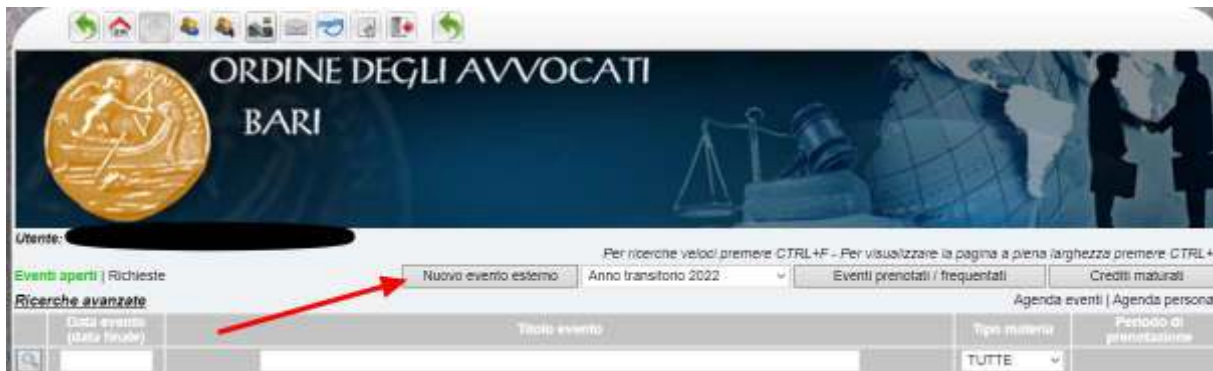 ORDINE DEGLI AVVOCATI
BARI
Utente:
Per ricerche veloci premere CTRL+F - Per visualizzare la pagina a piena larghezza premere CTRL+
Eventi aperti | Richieste
Nuovo evento esterno
Anno transitorio 2022
Eventi prenotati / frequentati
Crediti maturati
Ricerche avanzate
Agenda eventi | Agenda persona
Data evento
(data finale)
Titolo evento
Tipo materia
Periodo di
prenotazione
TUTTE